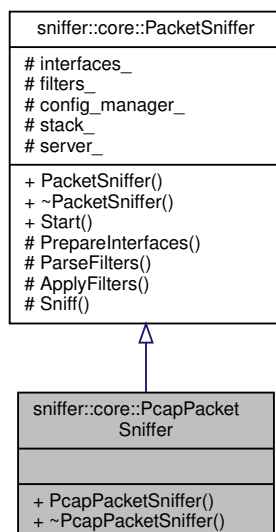 sniffer::core::PacketSniffer
# interfaces_
# filters_
# config_manager_
# stack_
# server_
+ PacketSniffer()
+ ~PacketSniffer()
+ Start()
# PrepareInterfaces()
# ParseFilters()
# ApplyFilters()
# Sniff()
sniffer::core::PcapPacket
Sniffer
+ PcapPacketSniffer()
+ ~PcapPacketSniffer()